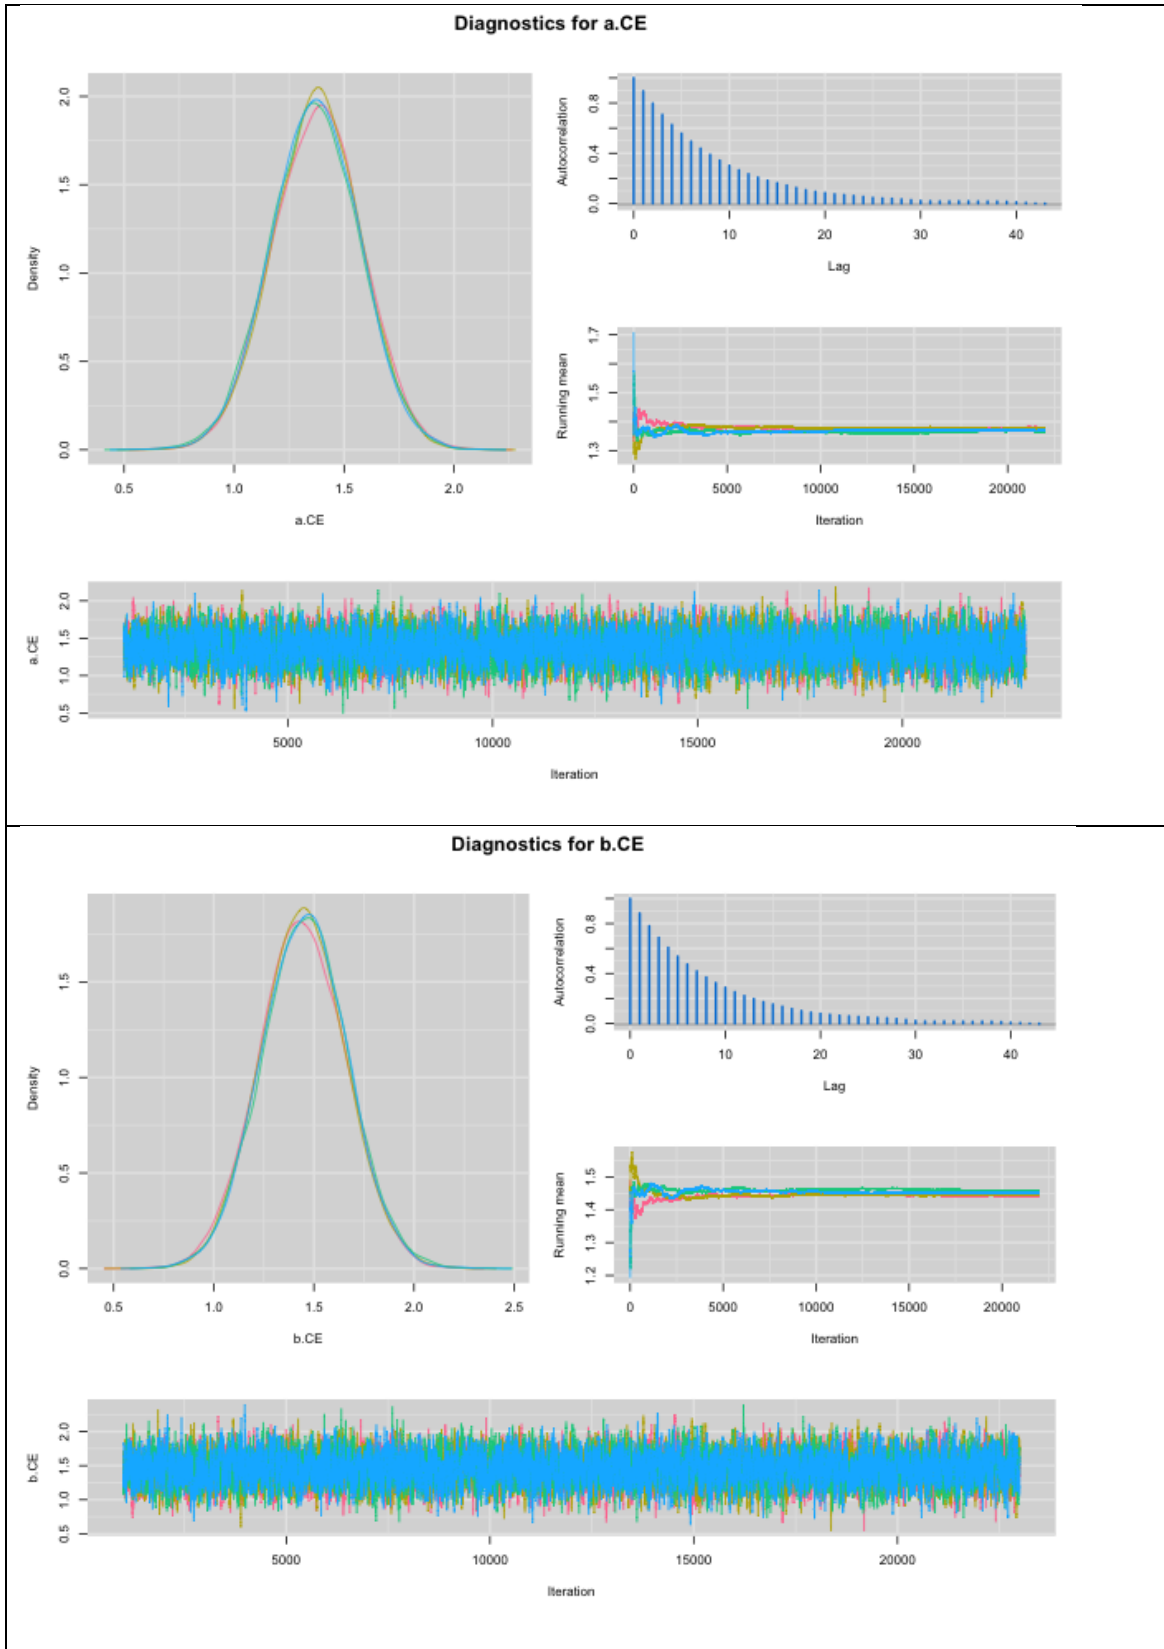 Diagnostics for a.CE
Density
0.0 0.5 1.0 1.5 2.0
0.5 1.0 1.5 2.0
a.CE
Autocorrelation
0.0 0.4 0.8
0 10 20 30 40
Lag
Running mean
1.3 1.5 1.7
0 5000 10000 15000 20000
Iteration
a.CE
0.5 1.0 1.5 2.0
5000 10000 15000 20000
Iteration
Diagnostics for b.CE
Density
0.0 0.5 1.0 1.5
0.5 1.0 1.5 2.0 2.5
b.CE
Autocorrelation
0.0 0.4 0.8
0 10 20 30 40
Lag
Running mean
1.2 1.3 1.4 1.5
0 5000 10000 15000 20000
Iteration
b.CE
0.5 1.0 1.5 2.0
5000 10000 15000 20000
Iteration